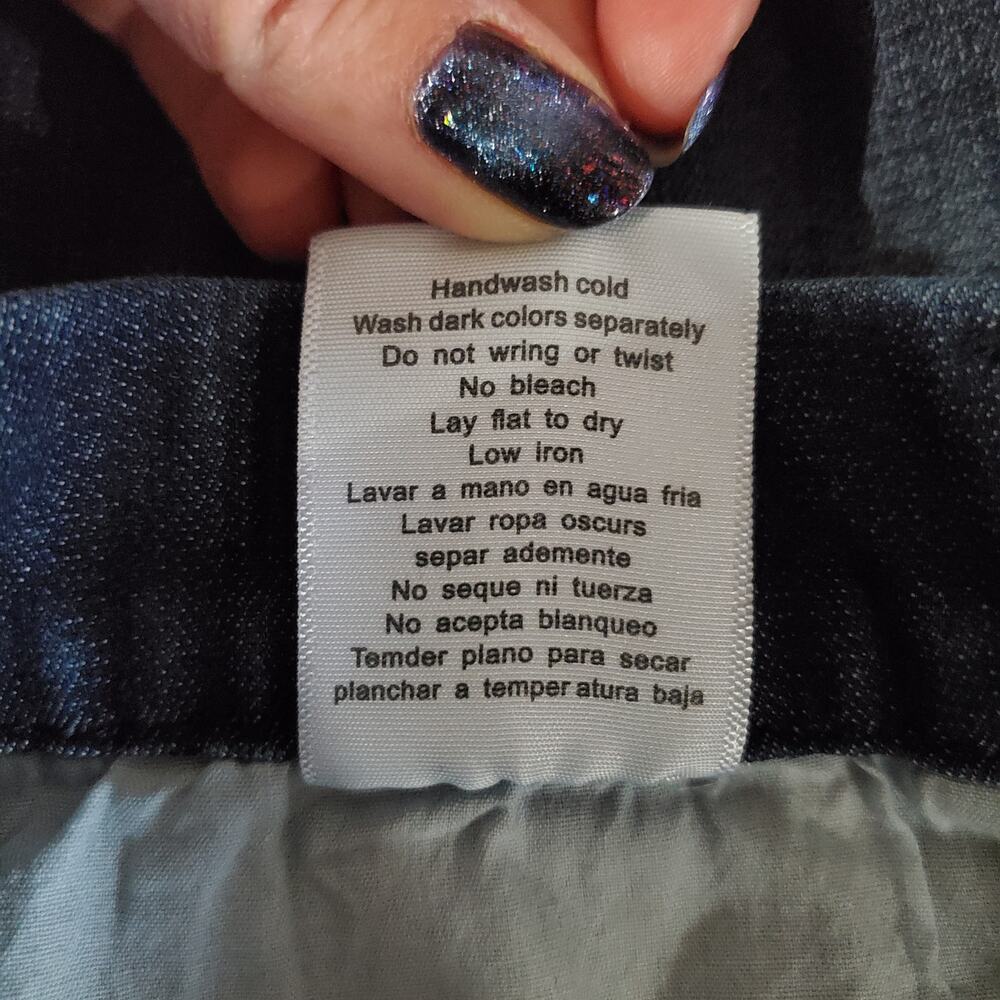 Handwash cold
Wash dark colors separately
Do not wring or twist
No bleach
Lay flat to dry
Low iron
Lavar a mano en agua fria
Lavar ropa oscurs
separ ademente
No seque ni tuerza
No acepta blanqueo
Temder plano para secar
planchar a temper atura baja